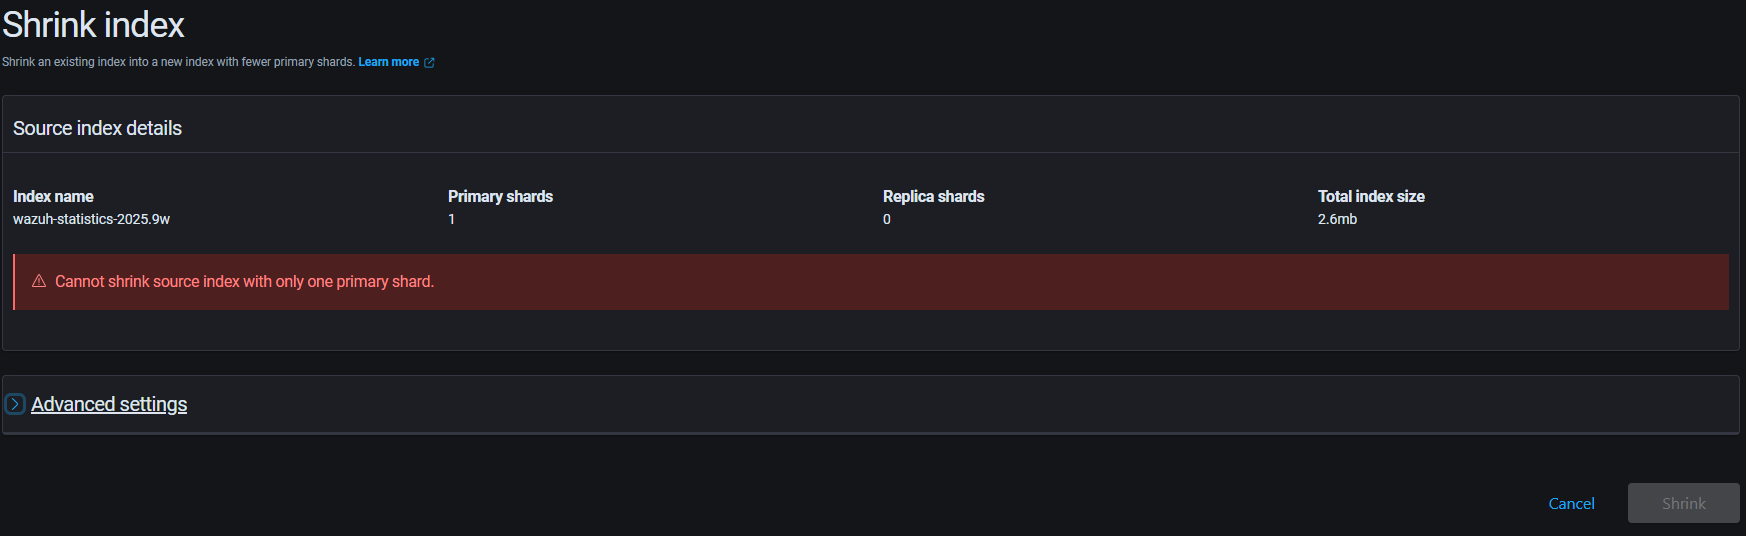 Shrink index
Shrink an existing index into a new index with fewer primary shards. Learn more
Source index details
Index name
wazuh-statistics-2025.9w
Primary shards
1
Replica shards
0
Total index size
2.6mb
Cannot shrink source index with only one primary shard.
Advanced settings
Cancel
Shrink